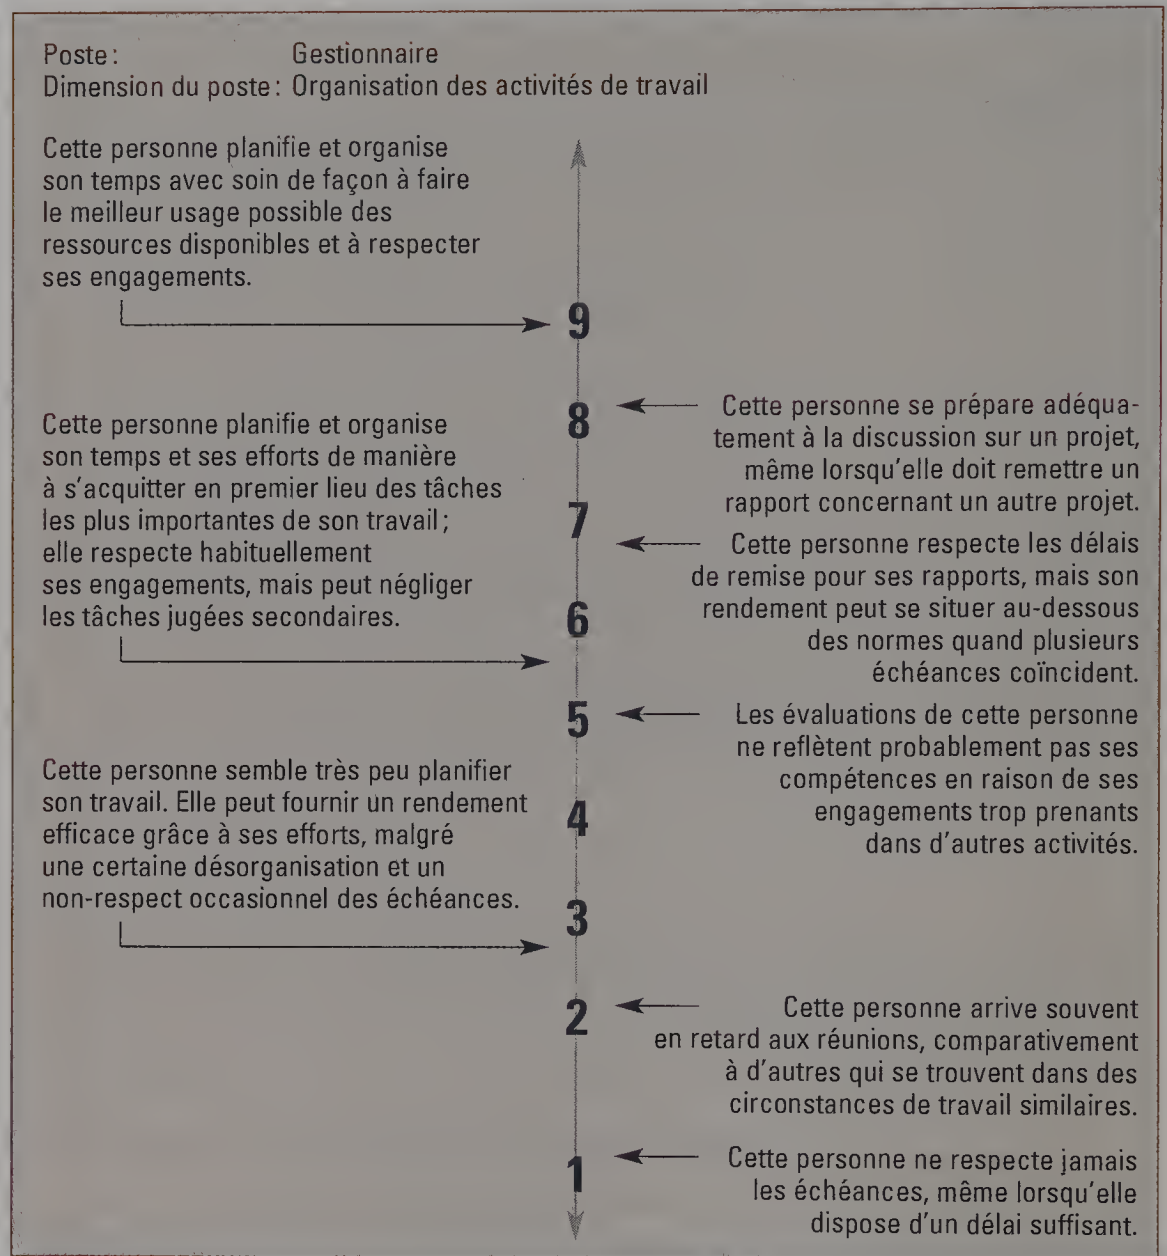 Poste: Gestionnaire
Dimension du poste: Organisation des activités de travail
Cette personne planifie et organise
son temps avec soin de façon à faire
le meilleur usage possible des
ressources disponibles et à respecter
ses engagements.
9
8
Cette personne se prépare adéqua-
tement à la discussion sur un projet,
même lorsqu'elle doit remettre un
rapport concernant un autre projet.
Cette personne planifie et organise
son temps et ses efforts de manière
à s'acquitter en premier lieu des tâches
les plus importantes de son travail;
elle respecte habituellement
ses engagements, mais peut négliger
les tâches jugées secondaires.
7
Cette personne respecte les délais
de remise pour ses rapports, mais son
rendement peut se situer au-dessous
des normes quand plusieurs
échéances coïncident.
6
5
Les évaluations de cette personne
ne reflètent probablement pas ses
compétences en raison de ses
engagements trop prenants
dans d'autres activités.
Cette personne semble très peu planifier
son travail. Elle peut fournir un rendement
efficace grâce à ses efforts, malgré
une certaine désorganisation et un
non-respect occasionnel des échéances.
4
3
2
Cette personne arrive souvent
en retard aux réunions, comparativement
à d'autres qui se trouvent dans des
circonstances de travail similaires.
1
Cette personne ne respecte jamais
les échéances, même lorsqu'elle
dispose d'un délai suffisant.